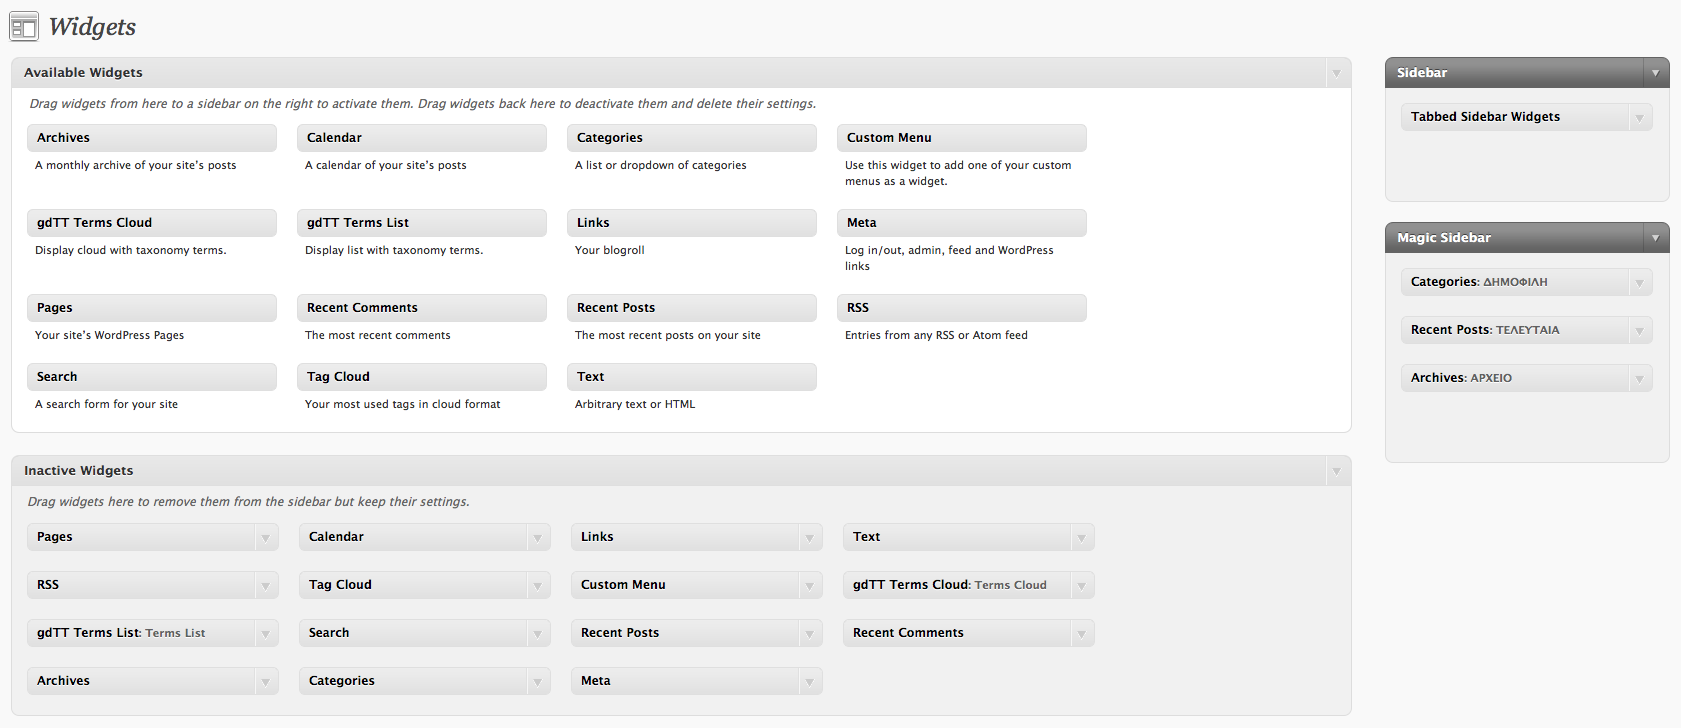 Widgets
Available Widgets
Drag widgets from here to a sidebar on the right to activate them. Drag widgets back here to deactivate them and delete their settings.
Archives
A monthly archive of your site's posts
Calendar
A calendar of your site's posts
Categories
A list or dropdown of categories
Custom Menu
Use this widget to add one of your custom
menus as a widget.
gdTT Terms Cloud
Display cloud with taxonomy terms.
gdTT Terms List
Display list with taxonomy terms.
Links
Your blogroll
Meta
Log in/out, admin, feed and WordPress
links
Pages
Your site's WordPress Pages
Recent Comments
The most recent comments
Recent Posts
The most recent posts on your site
RSS
Entries from any RSS or Atom feed
Search
A search form for your site
Tag Cloud
Your most used tags in cloud format
Text
Arbitrary text or HTML
Inactive Widgets
Drag widgets here to remove them from the sidebar but keep their settings.
Pages
Calendar
Links
Text
RSS
Tag Cloud
Custom Menu
gdTT Terms Cloud: Terms Cloud
gdTT Terms List: Terms List
Search
Recent Posts
Recent Comments
Archives
Categories
Meta
Sidebar
Tabbed Sidebar Widgets
Magic Sidebar
Categories: ΔΗΜΟΦΙΛΗ
Recent Posts: ΤΕΛΕΥΤΑΙΑ
Archives: ΑΡΧΕΙΟ